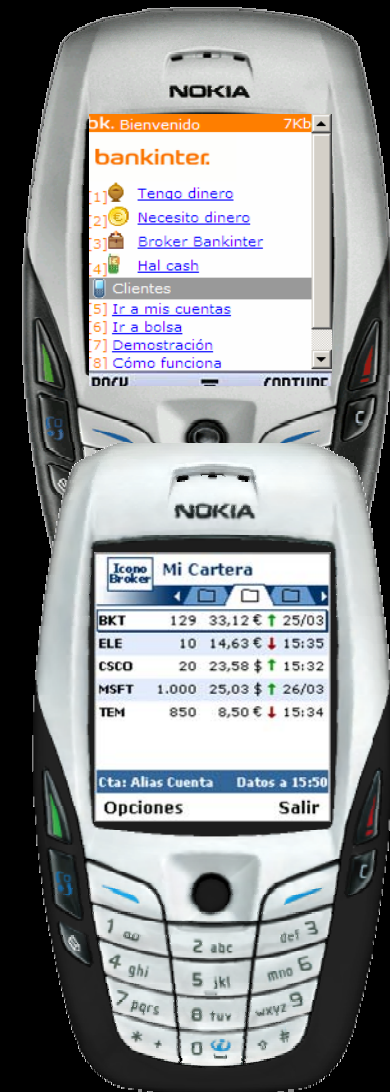 NOKIA
ok. Bienvenido 7Kb
bankinter.
[1] Tengo dinero
[2] Necesito dinero
[3] Broker Bankinter
[4] Hal cash
Clientes
[5] Ir a mis cuentas
[6] Ir a bolsa
[7] Demostración
[8] Cómo funciona
NOKIA
Icono Mi Cartera
Broker
BKT 129 33,12 € ↑ 25/03
ELE 10 14,63 € ↓ 15:35
CSCO 20 23,58 $ ↑ 15:32
MSFT 1.000 25,03 $ ↑ 26/03
TEM 850 8,50 € ↓ 15:34
Cta: Alias Cuenta Datos a 15:50
Opciones Salir
1 2 abc def 3
4 ghi 5 jkl mno 6
7 pqrs 8 tuv wxyz 9
* + 0 #